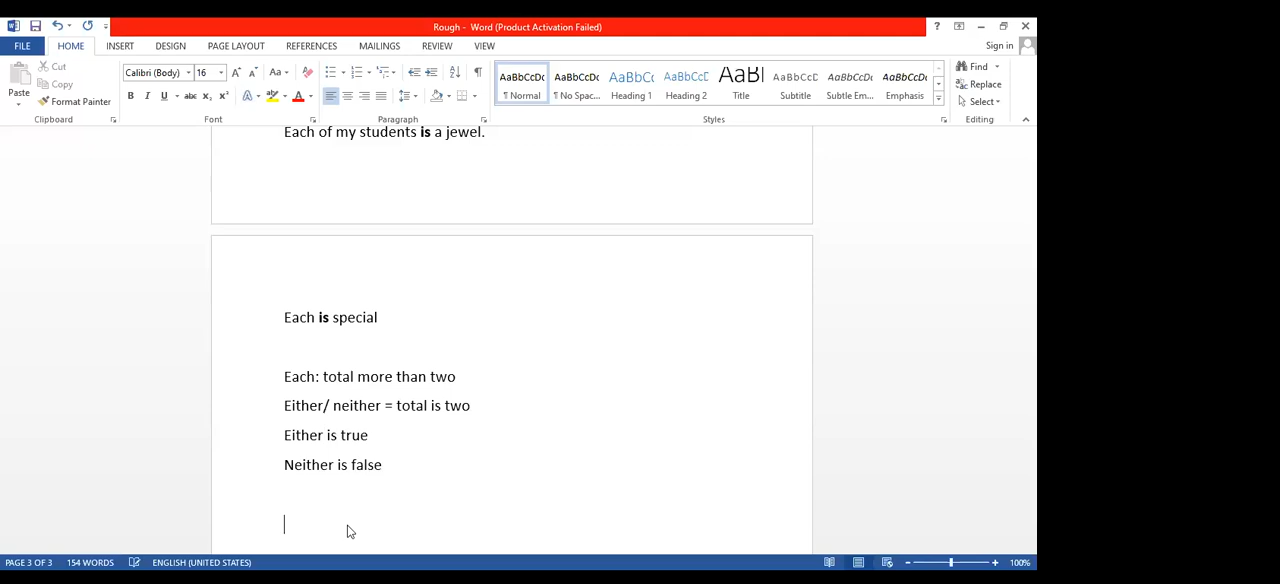 Rough - Word (Product Activation Failed)
?
FILE HOME INSERT DESIGN PAGE LAYOUT REFERENCES MAILINGS REVIEW VIEW Sign in
Paste
Cut
Copy
Format Painter
Clipboard
Calibri (Body) 16
Font
Paragraph
AaBbCcDc AaBbCcDc AaBbCc AaBbCcD AaBl AaBbCcD AaBbCcDc AaBbCcDc
¶ Normal ¶ No Spac... Heading 1 Heading 2 Title Subtitle Subtle Em... Emphasis
Styles
Find
Replace
Select
Editing
Each of my students is a jewel.
Each is special
Each: total more than two
Either/ neither = total is two
Either is true
Neither is false
PAGE 3 OF 3 154 WORDS ENGLISH (UNITED STATES) 100%